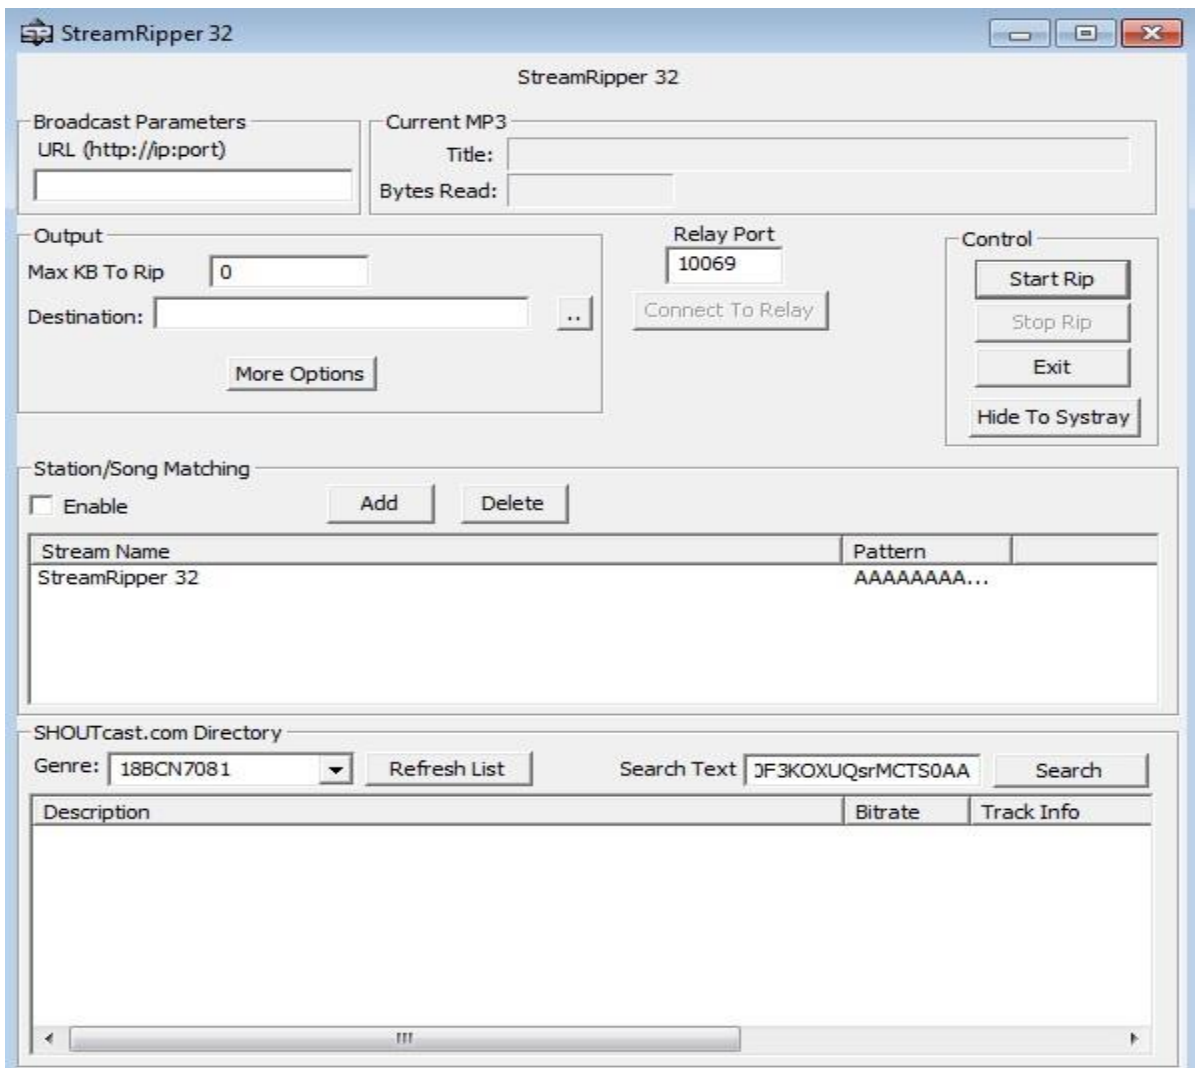 StreamRipper 32
StreamRipper 32
Broadcast Parameters
URL (http://ip:port)
Current MP3
Title:
Bytes Read:
Output
Max KB To Rip 0
Destination: ..
More Options
Relay Port
10069
Connect To Relay
Control
Start Rip
Stop Rip
Exit
Hide To Systray
Station/Song Matching
Enable Add Delete
Stream Name Pattern
StreamRipper 32 AAAAAAAA...
SHOUTcast.com Directory
Genre: 18BCN7081 Refresh List Search Text F3KOXUQsrMCTS0AA Search
Description Bitrate Track Info